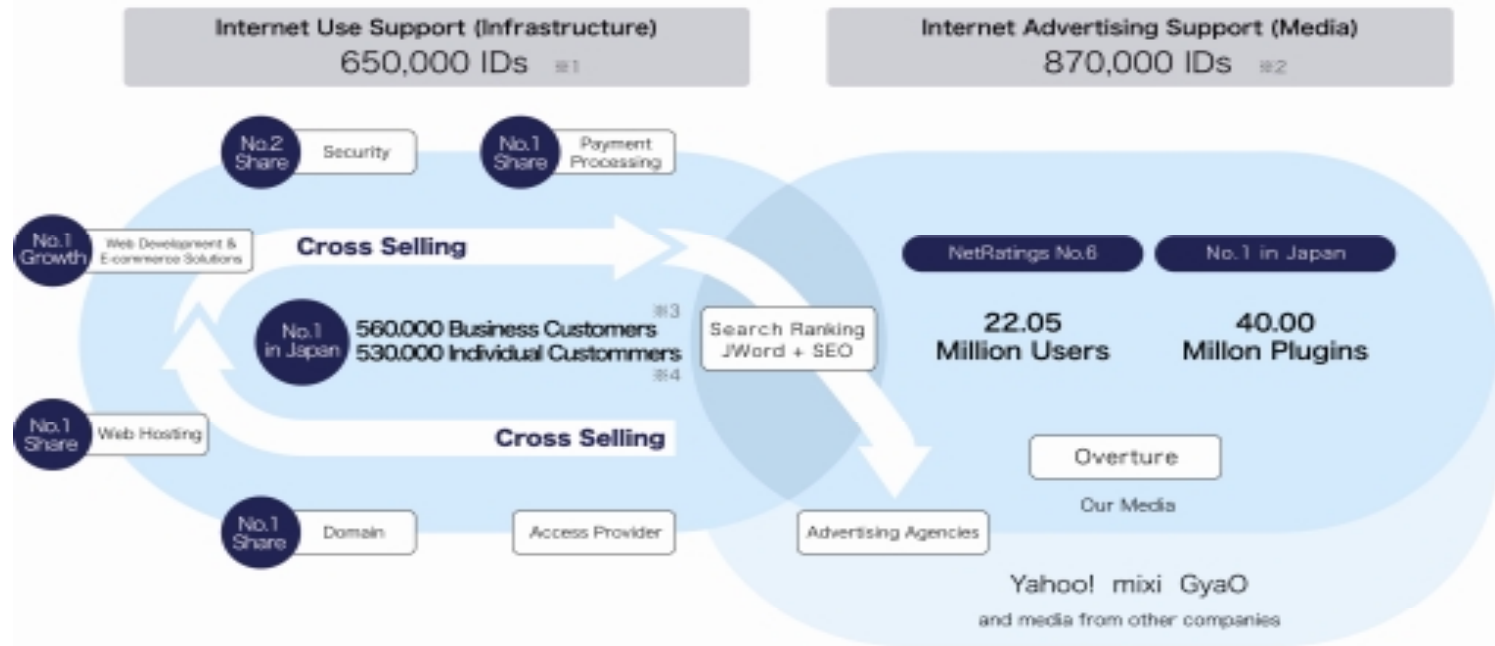 Internet Use Support (Infrastructure)
650,000 IDs ※1
Internet Advertising Support (Media)
870,000 IDs ※2
No.2
Share
Security
No.1
Share
Payment
Processing
No.1
Growth
Web Development &
E-commerce Solutions
Cross Selling
No.1
in Japan
※3
560.000 Business Customers
530.000 Individual Custommers
※4
Search Ranking
JWord + SEO
NetRatings No.6
No.1 in Japan
22.05
Million Users
40.00
Millon Plugins
No.1
Share
Web Hosting
Cross Selling
Overture
Our Media
No.1
Share
Domain
Access Provider
Advertising Agencies
Yahoo! mixi GyaO
and media from other companies